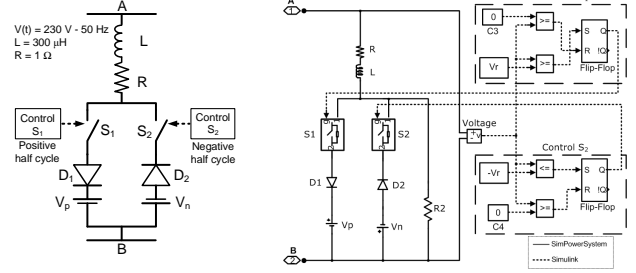 A
V(t) = 230 V - 50 Hz
L = 300 µH
R = 1 Ω
L
R
Control
S1
Positive
half cycle
S1
S2
Control
S2
Negative
half cycle
D1
D2
Vp
Vn
B
A
1
R
L
S1
S2
D1
D2
Vp
Vn
R2
B
2
Voltage
+
-
v
0
C3
>=
Vr
>=
S Q
R !Q
Flip-Flop
Control S2
-Vr
<=
0
C4
>=
S Q
R !Q
Flip-Flop
SimPowerSystem
Simulink